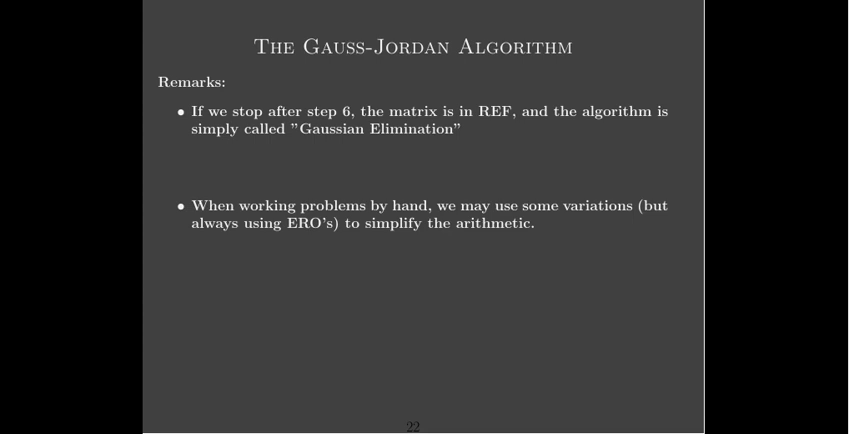 The Gauss-Jordan Algorithm
Remarks:
• If we stop after step 6, the matrix is in REF, and the algorithm is
simply called ”Gaussian Elimination”
• When working problems by hand, we may use some variations (but
always using ERO’s) to simplify the arithmetic.
22